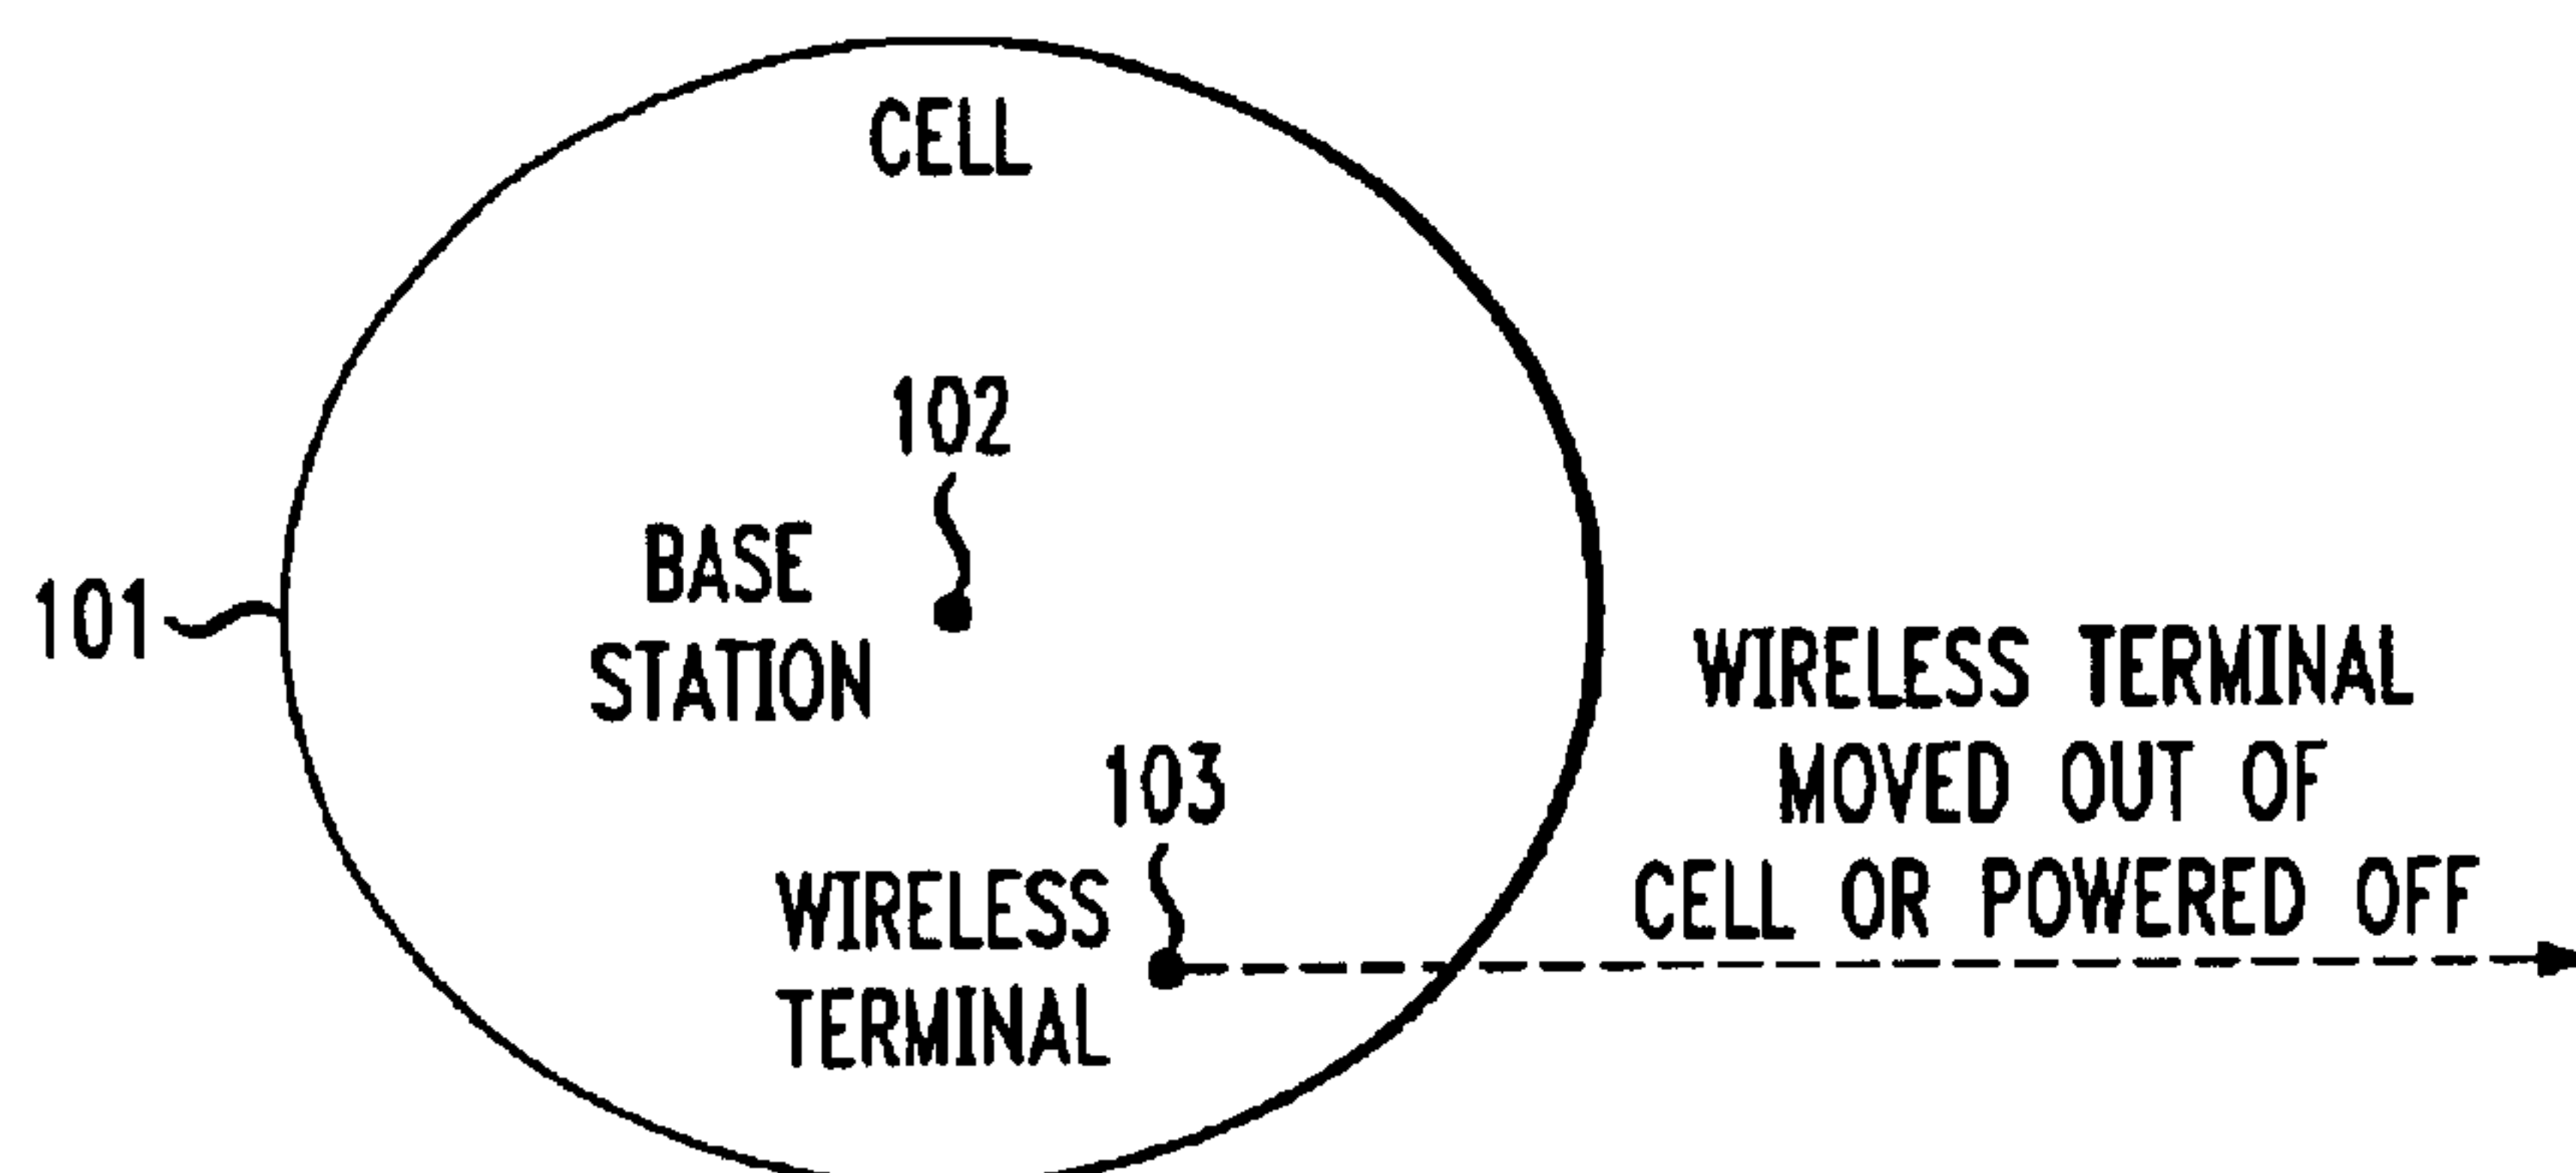 CELL
102
BASE
STATION
101
WIRELESS TERMINAL
MOVED OUT OF
CELL OR POWERED OFF
103
WIRELESS
TERMINAL